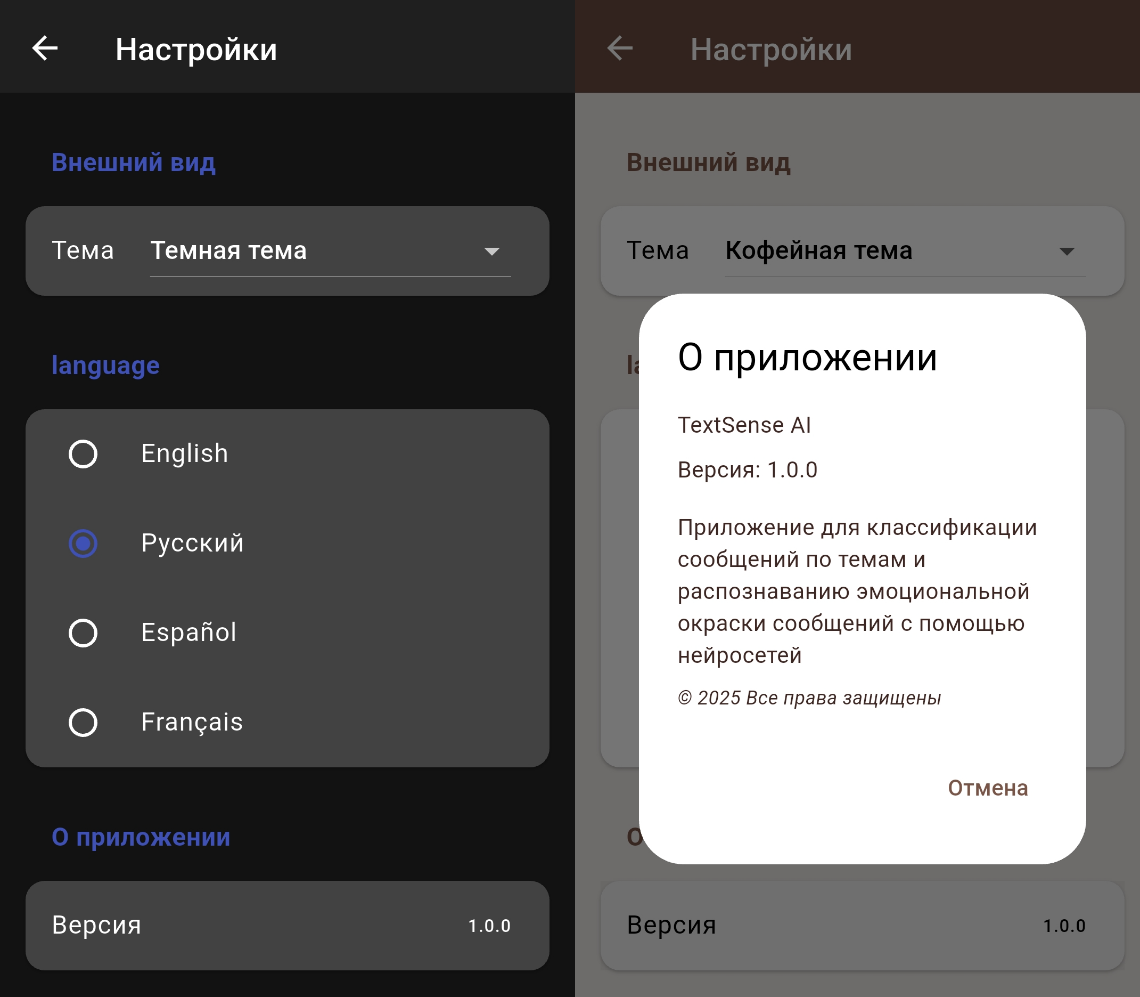 Настройки
Внешний вид
Тема Темная тема
language
English
Русский
Español
Français
О приложении
Версия 1.0.0
Настройки
Внешний вид
Тема Кофейная тема
О приложении
TextSense AI
Версия: 1.0.0
Приложение для классификации
сообщений по темам и
распознаванию эмоциональной
окраски сообщений с помощью
нейросетей
© 2025 Все права защищены
Отмена
Версия 1.0.0